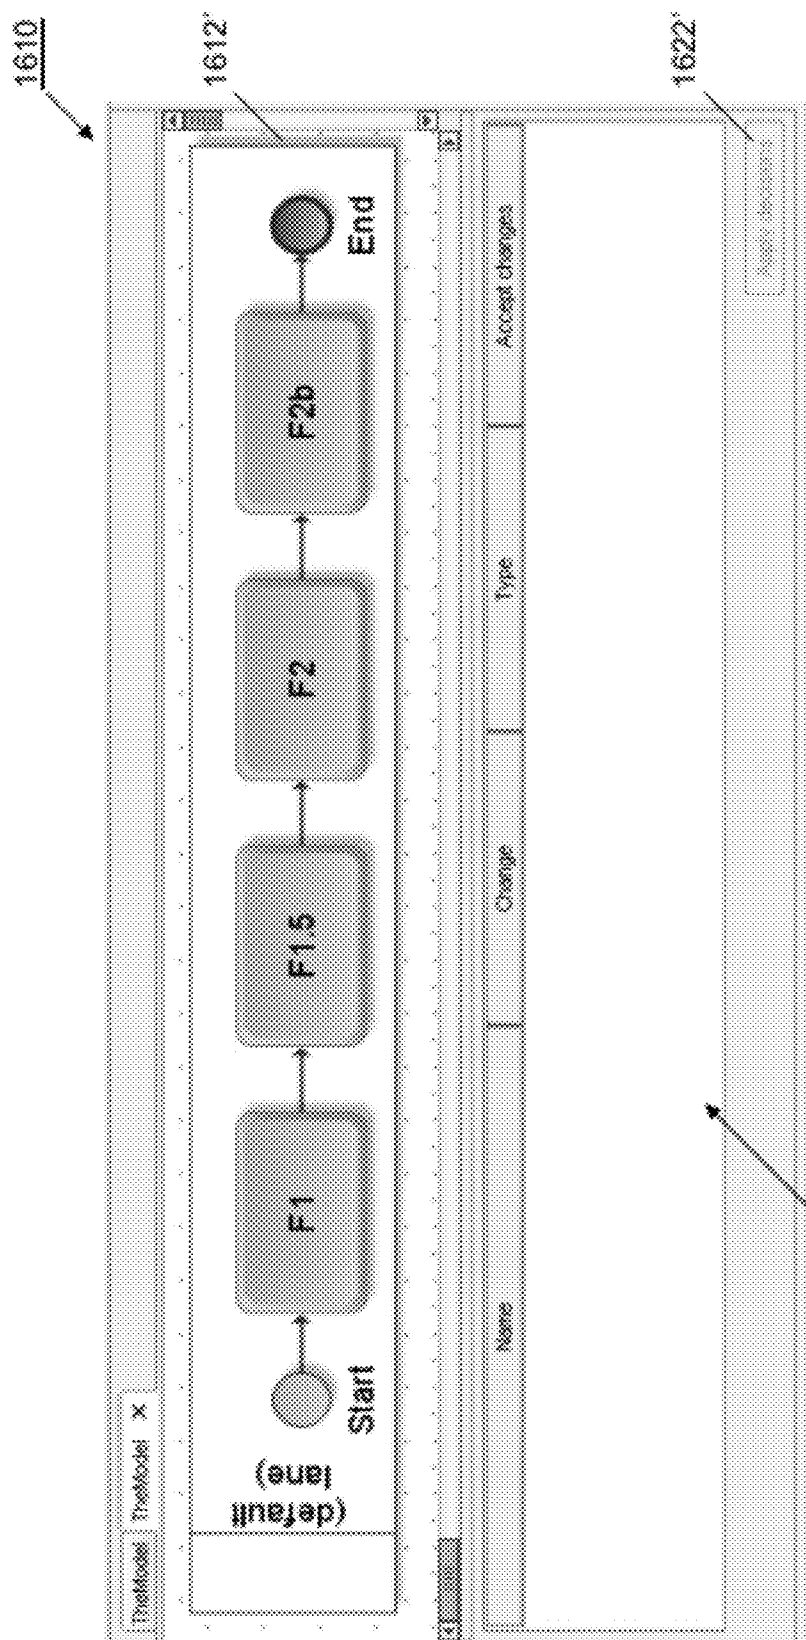 1610
TheModel
TheModel X
1612'
(default
lane)
Start
F1
F1.5
F2
F2b
End
Name
Change
Type
Accept changes
1622'